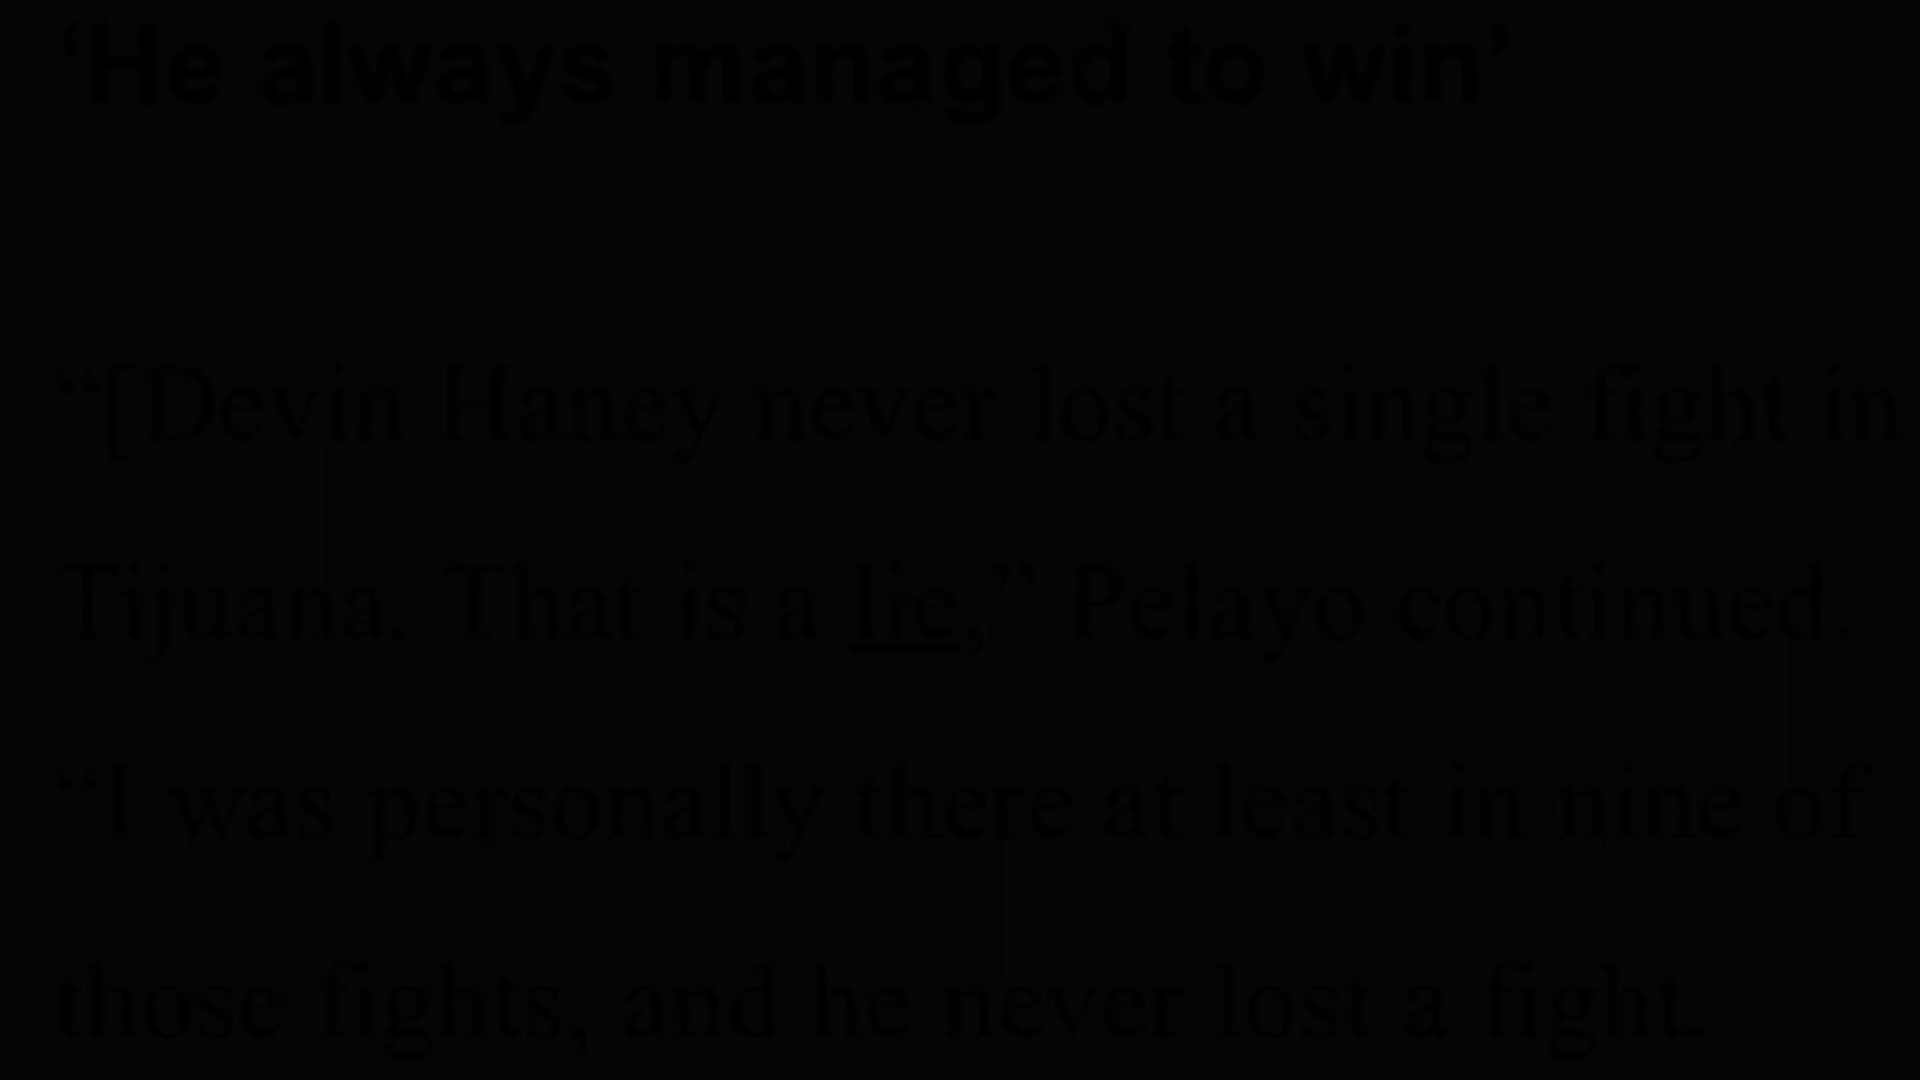 ‘He always managed to win’
“[Devin Haney never lost a single fight in
Tijuana. That is a lie,” Pelayo continued.
“I was personally there at least in nine of
those fights, and he never lost a fight.